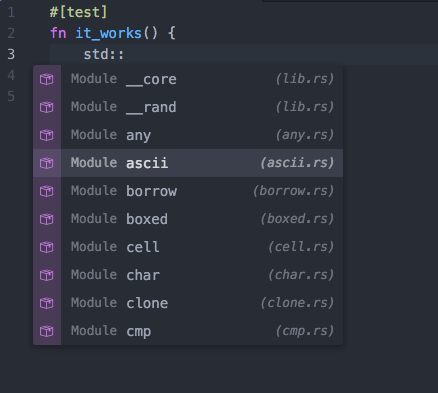 1 #[test]
2 fn it_works() {
3 std::
4 Module __core (lib.rs)
Module __rand (lib.rs)
5 Module any (any.rs)
Module ascii (ascii.rs)
Module borrow (borrow.rs)
Module boxed (boxed.rs)
Module cell (cell.rs)
Module char (char.rs)
Module clone (clone.rs)
Module cmp (cmp.rs)